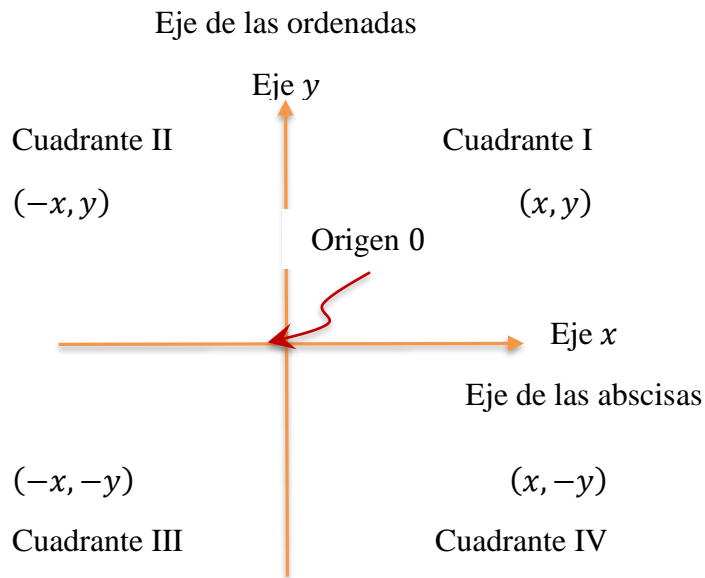 Eje de las ordenadas
Eje y
Cuadrante II
Cuadrante I
(−x, y)
(x, y)
Origen 0
Eje x
Eje de las abscisas
(−x, −y)
(x, −y)
Cuadrante III
Cuadrante IV